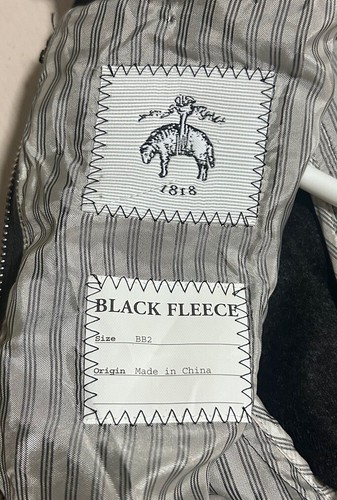 1818
BLACK FLEECE
Size BB2
Origin Made in China